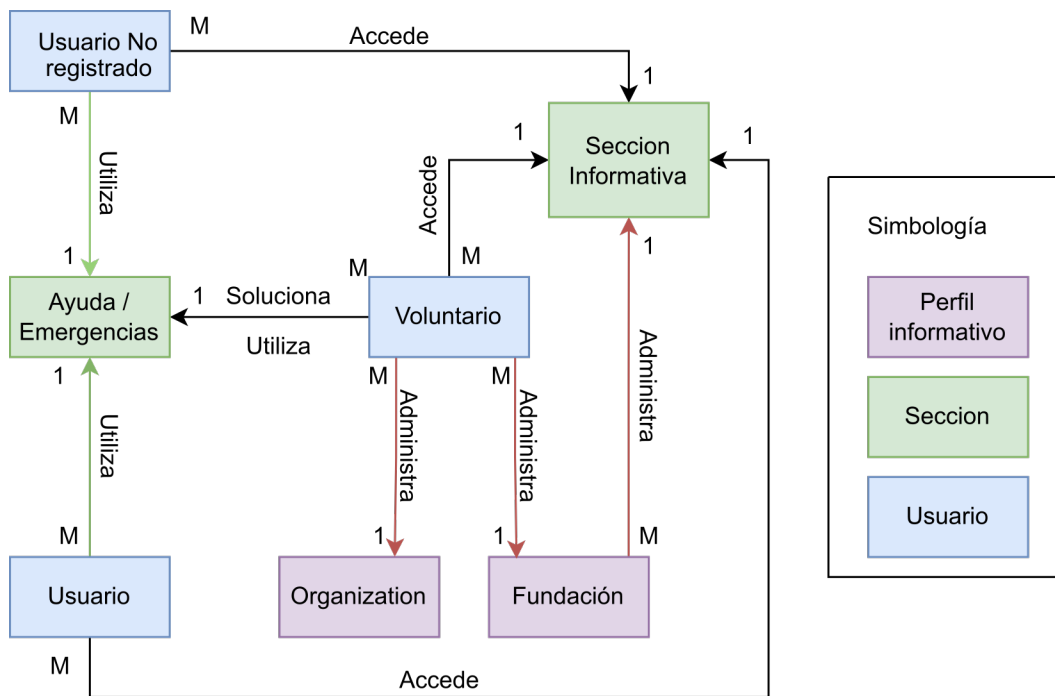 M
Usuario No
registrado
Accede
M
1
1
1
Seccion
Informativa
Utiliza
Accede
Simbología
1
M
M
1
Ayuda /
Emergencias
1
Soluciona
Utiliza
Voluntario
Perfil
informativo
1
M
M
Administra
Administra
Administra
Seccion
Utiliza
Usuario
M
1
1
M
Usuario
Organization
Fundación
M
Accede